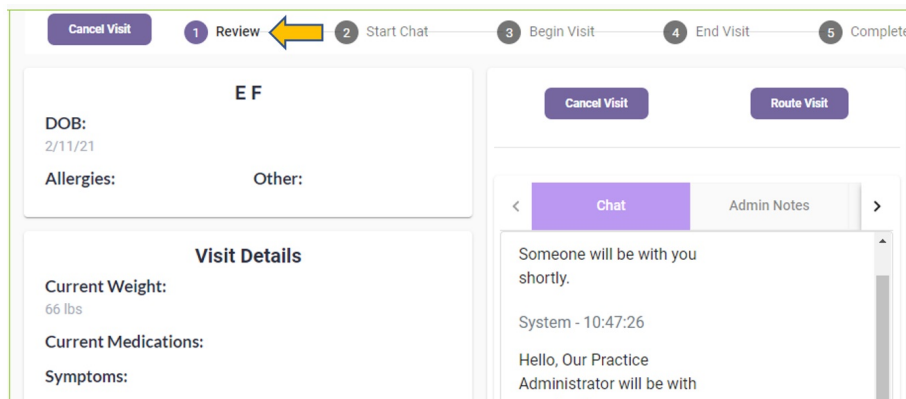 Cancel Visit
1 Review
2 Start Chat
3 Begin Visit
4 End Visit
5 Complete
E F
DOB:
2/11/21
Allergies: Other:
Visit Details
Current Weight:
66 lbs
Current Medications:
Symptoms:
Cancel Visit Route Visit
Chat Admin Notes
Someone will be with you
shortly.
System - 10:47:26
Hello, Our Practice
Administrator will be with